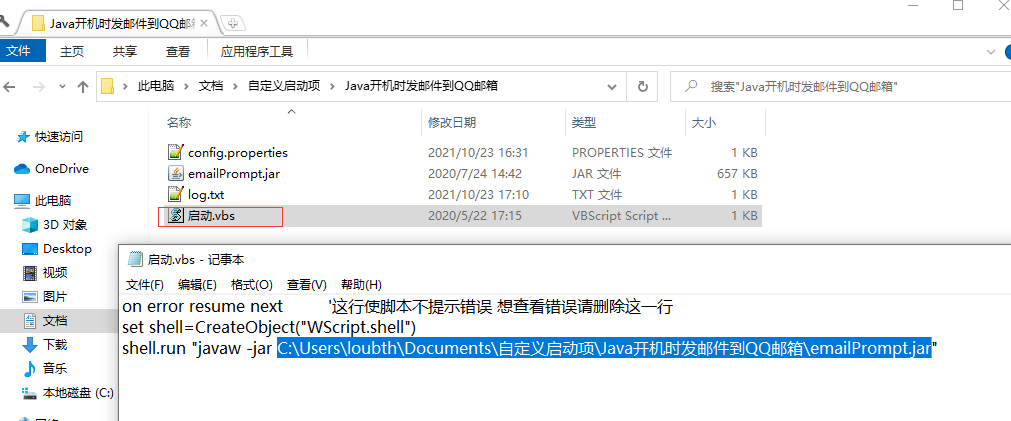 Java开机时发邮件到QQ邮
文件 主页 共享 查看 应用程序工具
此电脑 文档 自定义启动项 Java开机时发邮件到QQ邮箱 搜索"Java开机时发邮件到QQ邮箱"
名称 修改日期 类型 大小
快速访问
OneDrive
此电脑
3D 对象
Desktop
视频
图片
文档
下载
音乐
本地磁盘 (C:)
config.properties 2021/10/23 16:31 PROPERTIES 文件 1 KB
emailPrompt.jar 2020/7/24 14:42 JAR 文件 657 KB
log.txt 2021/10/23 17:10 TXT 文件 1 KB
启动.vbs 2020/5/22 17:15 VBScript Script ... 1 KB
启动.vbs - 记事本
文件(F) 编辑(E) 格式(O) 查看(V) 帮助(H)
on error resume next '这行使脚本不提示错误 想查看错误请删除这一行
set shell=CreateObject("WScript.shell")
shell.run "javaw -jar C:\Users\loubth\Documents\自定义启动项\Java开机时发邮件到QQ邮箱\emailPrompt.jar"